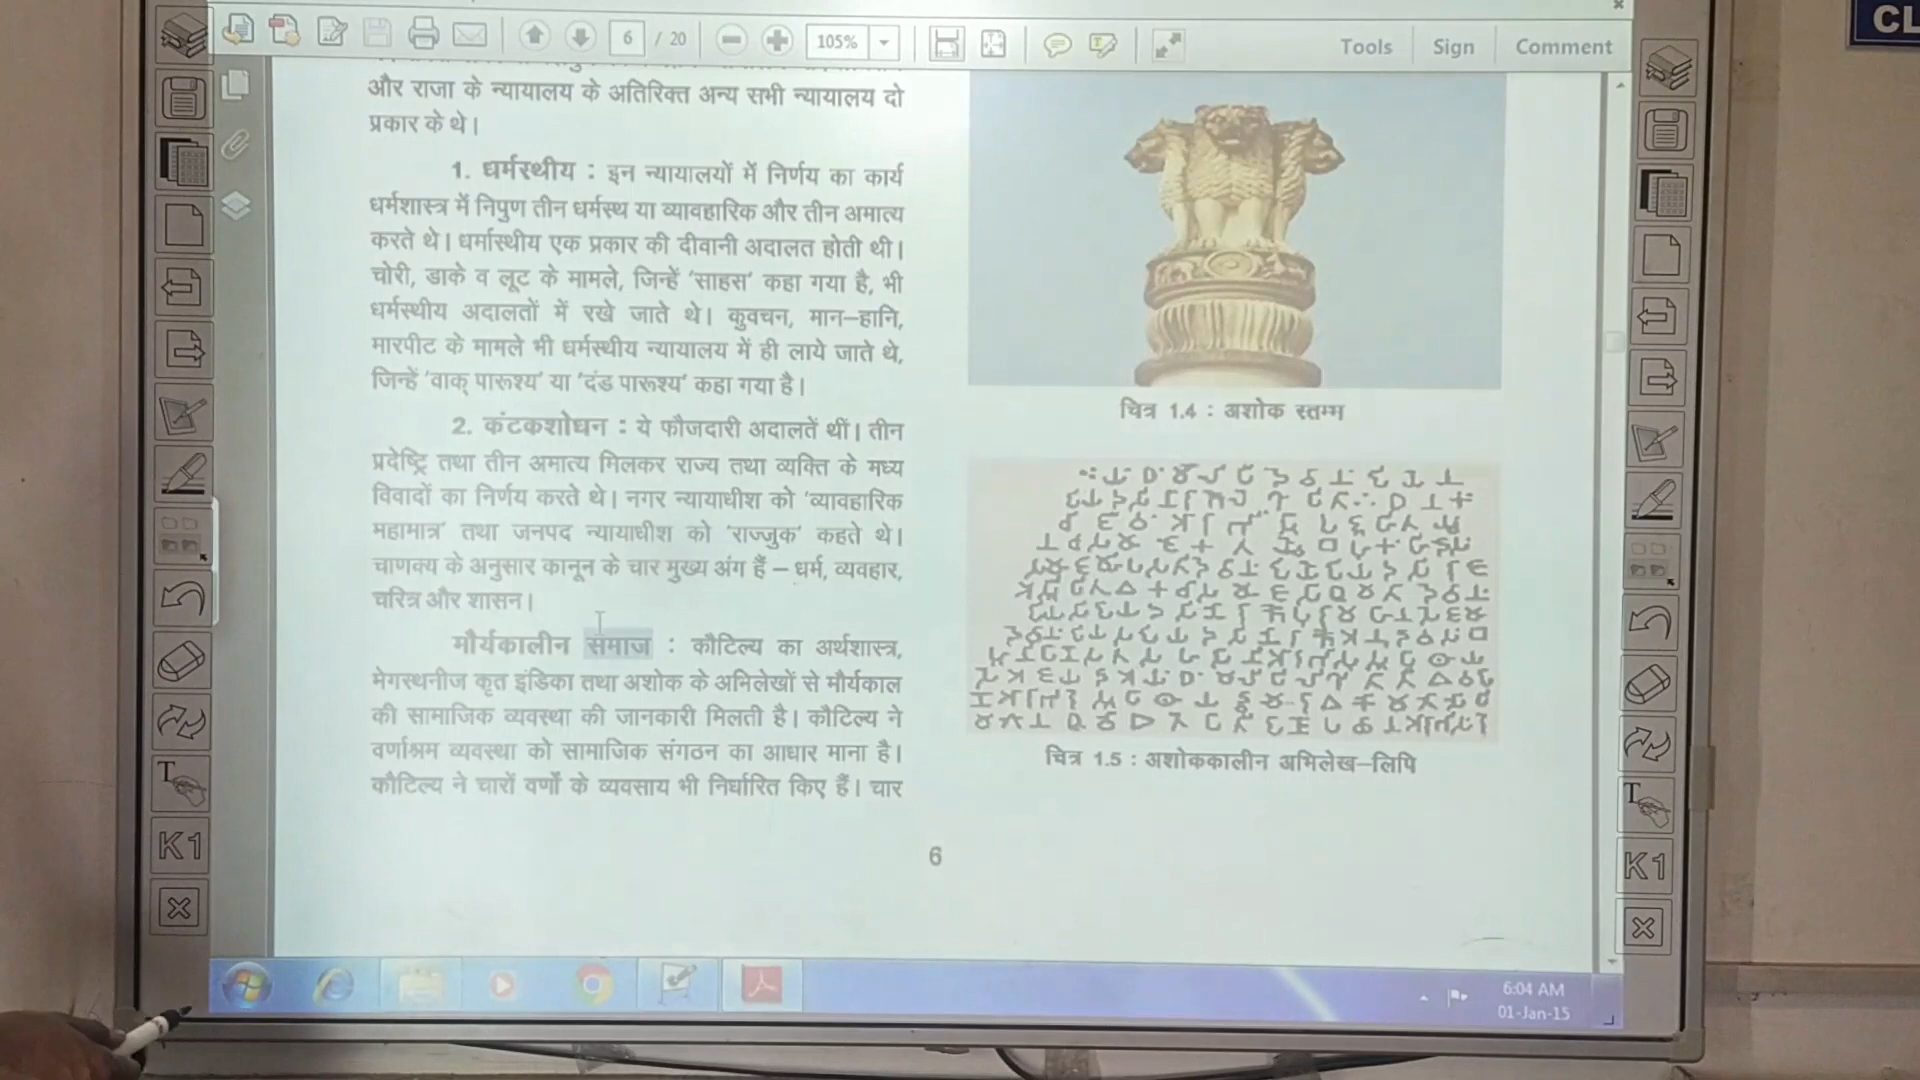 CL
6 / 20
105%
Tools
Sign
Comment
और राजा के न्यायालय के अतिरिक्त अन्य सभी न्यायालय दो
प्रकार के थे।
1. धर्मस्थीय : इन न्यायालयों में निर्णय का कार्य
धर्मशास्त्र में निपुण तीन धर्मस्थ या व्यावहारिक और तीन अमात्य
करते थे। धर्मास्थीय एक प्रकार की दीवानी अदालत होती थी।
चोरी, डाके व लूट के मामले, जिन्हें 'साहस' कहा गया है, भी
धर्मस्थीय अदालतों में रखे जाते थे। कुवचन, मान–हानि,
मारपीट के मामले भी धर्मस्थीय न्यायालय में ही लाये जाते थे,
जिन्हें 'वाक् पारूश्य' या 'दंड पारूश्य' कहा गया है।
2. कंटकशोधन : ये फौजदारी अदालतें थीं। तीन
प्रदेष्ट्रि तथा तीन अमात्य मिलकर राज्य तथा व्यक्ति के मध्य
विवादों का निर्णय करते थे। नगर न्यायाधीश को 'व्यावहारिक
महामात्र' तथा जनपद न्यायाधीश को 'राज्जुक' कहते थे।
चाणक्य के अनुसार कानून के चार मुख्य अंग हैं – धर्म, व्यवहार,
चरित्र और शासन।
मौर्यकालीन समाज : कौटिल्य का अर्थशास्त्र,
मेगस्थनीज कृत इंडिका तथा अशोक के अभिलेखों से मौर्यकाल
की सामाजिक व्यवस्था की जानकारी मिलती है। कौटिल्य ने
वर्णाश्रम व्यवस्था को सामाजिक संगठन का आधार माना है।
कौटिल्य ने चारों वर्णों के व्यवसाय भी निर्धारित किए हैं। चार
चित्र 1.4 : अशोक स्तम्भ
चित्र 1.5 : अशोककालीन अभिलेख–लिपि
6
T
K1
T
K1
6:04 AM
01-Jan-15